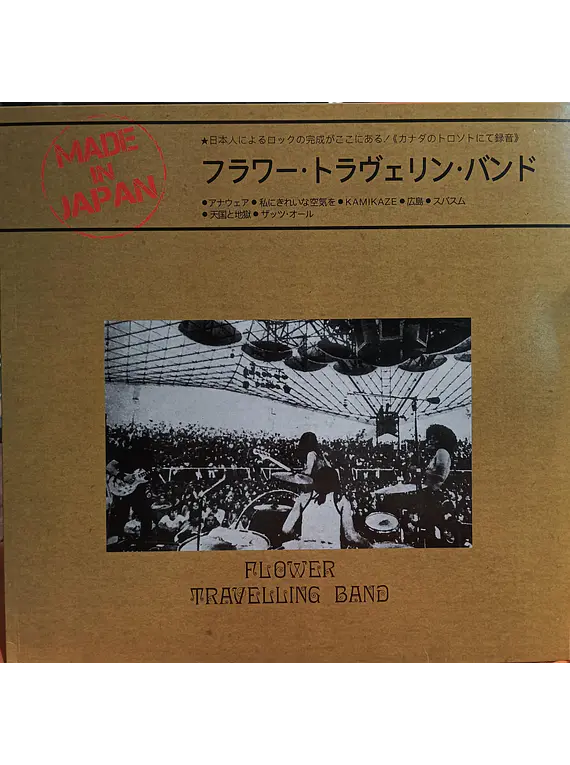 MADE
IN
JAPAN
★日本人によるロックの完成がここにある!《カナダのトロントにて録音》
フラワー・トラヴェリン・バンド
●アナウェア●私にきれいな空気を●KAMIKAZE●広島●スパスム
●天国と地獄●ザッツ・オール
FLOWER
TRAVELLING BAND